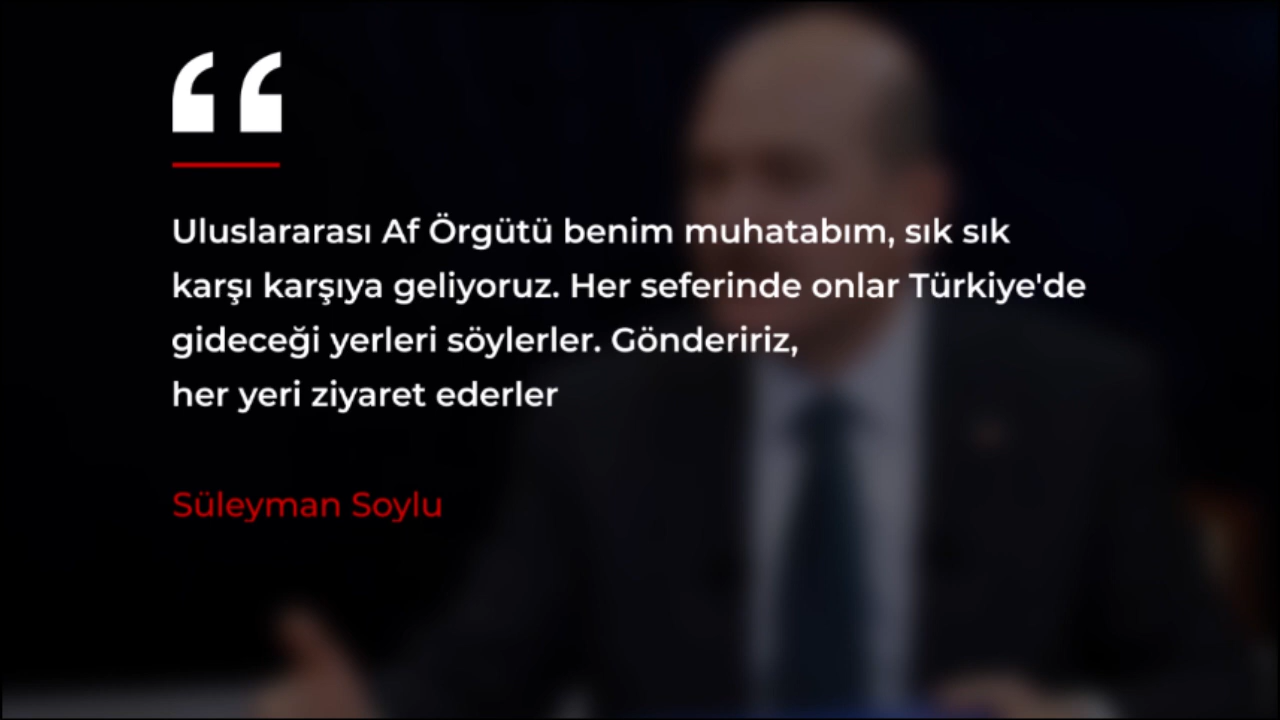 “
Uluslararası Af Örgütü benim muhatabım, sık sık
karşı karşıya geliyoruz. Her seferinde onlar Türkiye'de
gideceği yerleri söylerler. Göndeririz,
her yeri ziyaret ederler
Süleyman Soylu